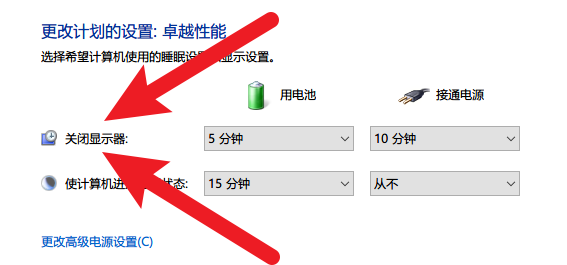 更改计划的设置: 卓越性能
选择希望计算机使用的睡眠设 显示设置。
用电池 接通电源
关闭显示器: 5 分钟 10 分钟
使计算机进 状态: 15 分钟 从不
更改高级电源设置(C)